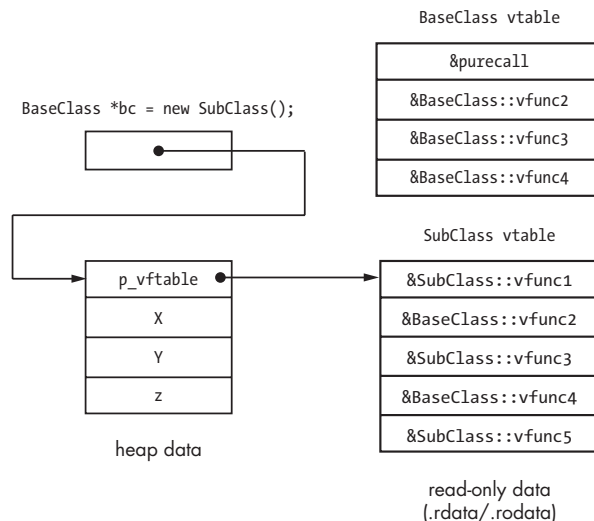 BaseClass vtable
&purecall
&BaseClass::vfunc2
&BaseClass::vfunc3
&BaseClass::vfunc4
BaseClass *bc = new SubClass();
p_vftable
X
Y
z
heap data
SubClass vtable
&SubClass::vfunc1
&BaseClass::vfunc2
&SubClass::vfunc3
&BaseClass::vfunc4
&SubClass::vfunc5
read-only data
(.rdata/.rodata)